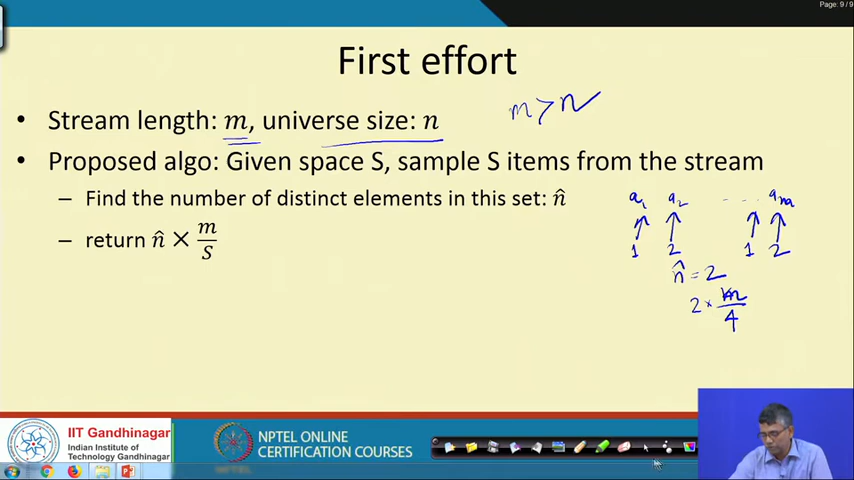 Page 9 / 9
First effort
m > n
• Stream length: m, universe size: n
• Proposed algo: Given space S, sample S items from the stream
– Find the number of distinct elements in this set: n̂
– return n̂ × m/S
a1 a2 . . . . am
1 2 1 2
n̂ = 2
2 × m/4
IIT Gandhinagar
Indian Institute of
Technology Gandhinagar
NPTEL ONLINE
CERTIFICATION COURSES